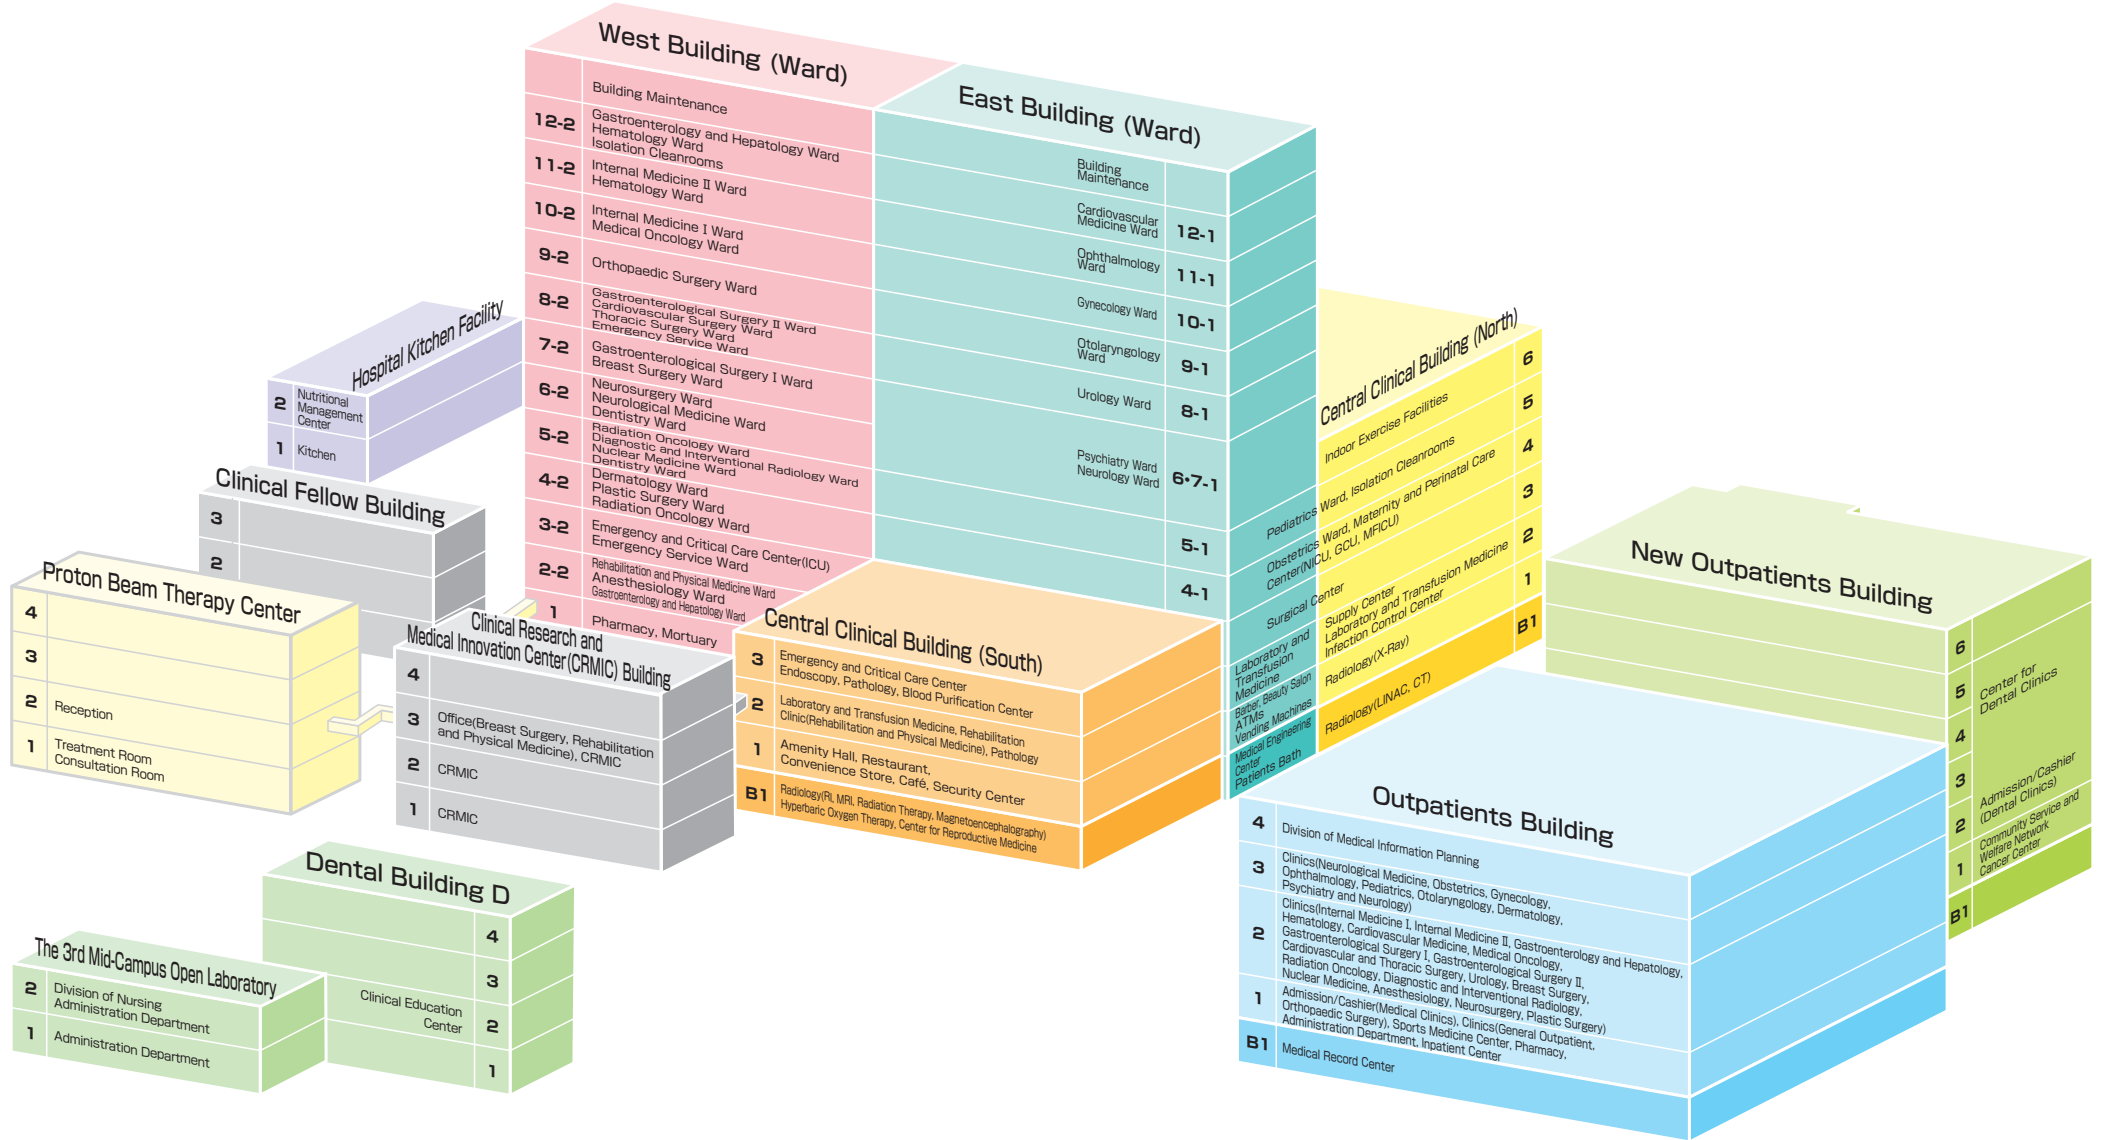 West Building (Ward)
Building Maintenance
12-2
Gastroenterology and Hepatology Ward
Hematology Ward
Isolation Cleanrooms
11-2
Internal Medicine II Ward
Hematology Ward
10-2
Internal Medicine I Ward
Medical Oncology Ward
9-2
Orthopaedic Surgery Ward
8-2
Gastroenterological Surgery II Ward
Cardiovascular Surgery Ward
Thoracic Surgery Ward
Emergency Service Ward
7-2
Gastroenterological Surgery I Ward
Breast Surgery Ward
6-2
Neurosurgery Ward
Neurological Medicine Ward
Dentistry Ward
5-2
Radiation Oncology Ward
Diagnostic and Interventional Radiology Ward
Nuclear Medicine Ward
Dentistry Ward
4-2
Dermatology Ward
Plastic Surgery Ward
Radiation Oncology Ward
3-2
Emergency and Critical Care Center(ICU)
Emergency Service Ward
2-2
Rehabilitation and Physical Medicine Ward
Anesthesiology Ward
Gastroenterology and Hepatology Ward
1
Pharmacy, Mortuary
East Building (Ward)
Building
Maintenance
Cardiovascular
Medicine Ward
12-1
Ophthalmology
Ward
11-1
Gynecology Ward
10-1
Otolaryngology
Ward
9-1
Urology Ward
8-1
Psychiatry Ward
Neurology Ward
6•7-1
5-1
4-1
Central Clinical Building (North)
6
Indoor Exercise Facilities
5
Pediatrics Ward, Isolation Cleanrooms
4
Obstetrics Ward, Maternity and Perinatal Care
Center(NICU, GCU, MFICU)
3
Surgical Center
2
Supply Center
Laboratory and Transfusion Medicine
Infection Control Center
Laboratory and
Transfusion
Medicine
1
Radiology(X-Ray)
Barber, Beauty Salon
ATMs
Vending Machines
B1
Radiology(LINAC, CT)
Medical Engineering
Center
Patients Bath
Hospital Kitchen Facility
2
Nutritional
Management
Center
1
Kitchen
Clinical Fellow Building
3
2
Proton Beam Therapy Center
4
3
2
Reception
1
Treatment Room
Consultation Room
Clinical Research and
Medical Innovation Center(CRMIC) Building
4
3
Office(Breast Surgery, Rehabilitation
and Physical Medicine), CRMIC
2
CRMIC
1
CRMIC
Central Clinical Building (South)
3
Emergency and Critical Care Center
Endoscopy, Pathology, Blood Purification Center
2
Laboratory and Transfusion Medicine, Rehabilitation
Clinic(Rehabilitation and Physical Medicine), Pathology
1
Amenity Hall, Restaurant,
Convenience Store, Café, Security Center
B1
Radiology(RI, MRI, Radiation Therapy, Magnetoencephalography)
Hyperbaric Oxygen Therapy, Center for Reproductive Medicine
New Outpatients Building
6
5
Center for
Dental Clinics
4
3
Admission/Cashier
(Dental Clinics)
2
Community Service and
Welfare Network
Cancer Center
1
B1
Outpatients Building
4
Division of Medical Information Planning
3
Clinics(Neurological Medicine, Obstetrics, Gynecology,
Ophthalmology, Pediatrics, Otolaryngology, Dermatology,
Psychiatry and Neurology)
2
Clinics(Internal Medicine I, Internal Medicine II, Gastroenterology and Hepatology,
Hematology, Cardiovascular Medicine, Medical Oncology,
Gastroenterological Surgery I, Gastroenterological Surgery II,
Cardiovascular and Thoracic Surgery, Urology, Breast Surgery,
Radiation Oncology, Diagnostic and Interventional Radiology,
Nuclear Medicine, Anesthesiology, Neurosurgery, Plastic Surgery)
1
Admission/Cashier(Medical Clinics), Clinics(General Outpatient,
Orthopaedic Surgery), Sports Medicine Center, Pharmacy,
Administration Department, Inpatient Center
B1
Medical Record Center
Dental Building D
4
3
Clinical Education
Center
2
1
The 3rd Mid-Campus Open Laboratory
2
Division of Nursing
Administration Department
1
Administration Department